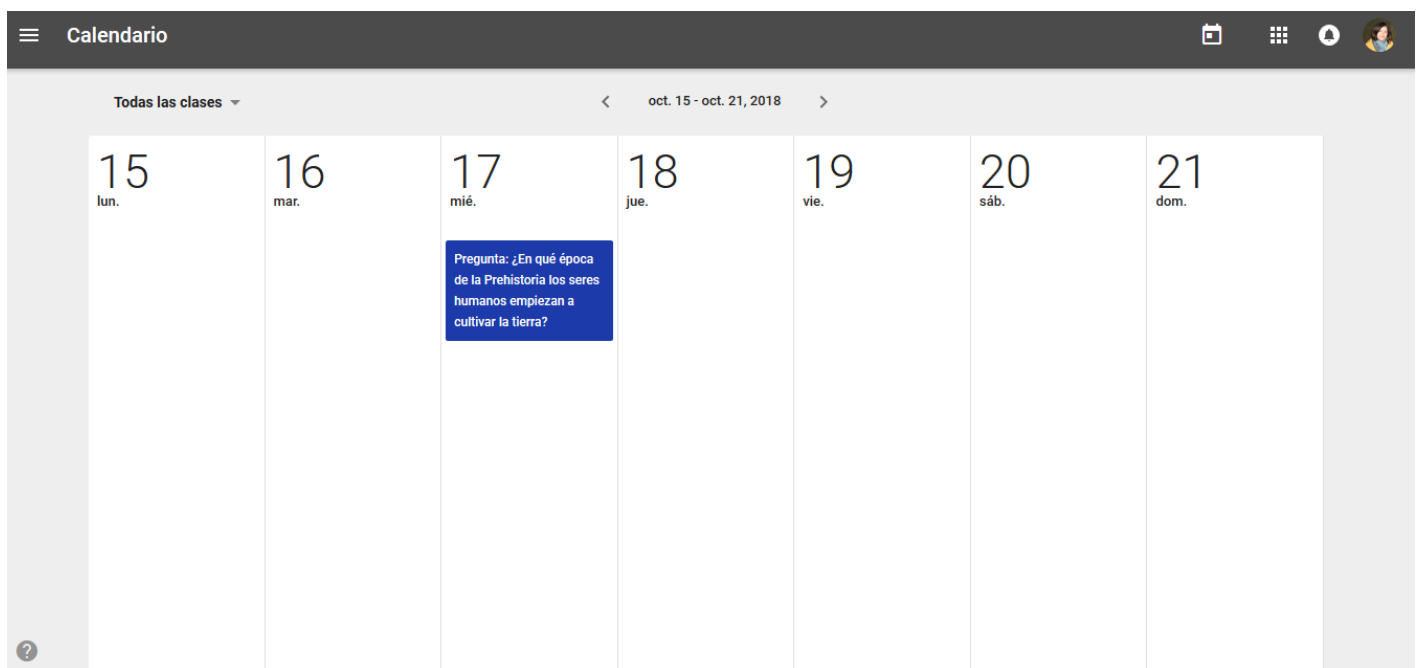 Calendario
Todas las clases
oct. 15 - oct. 21, 2018
15
lun.
16
mar.
17
mié.
18
jue.
19
vie.
20
sáb.
21
dom.
Pregunta: ¿En qué época
de la Prehistoria los seres
humanos empiezan a
cultivar la tierra?